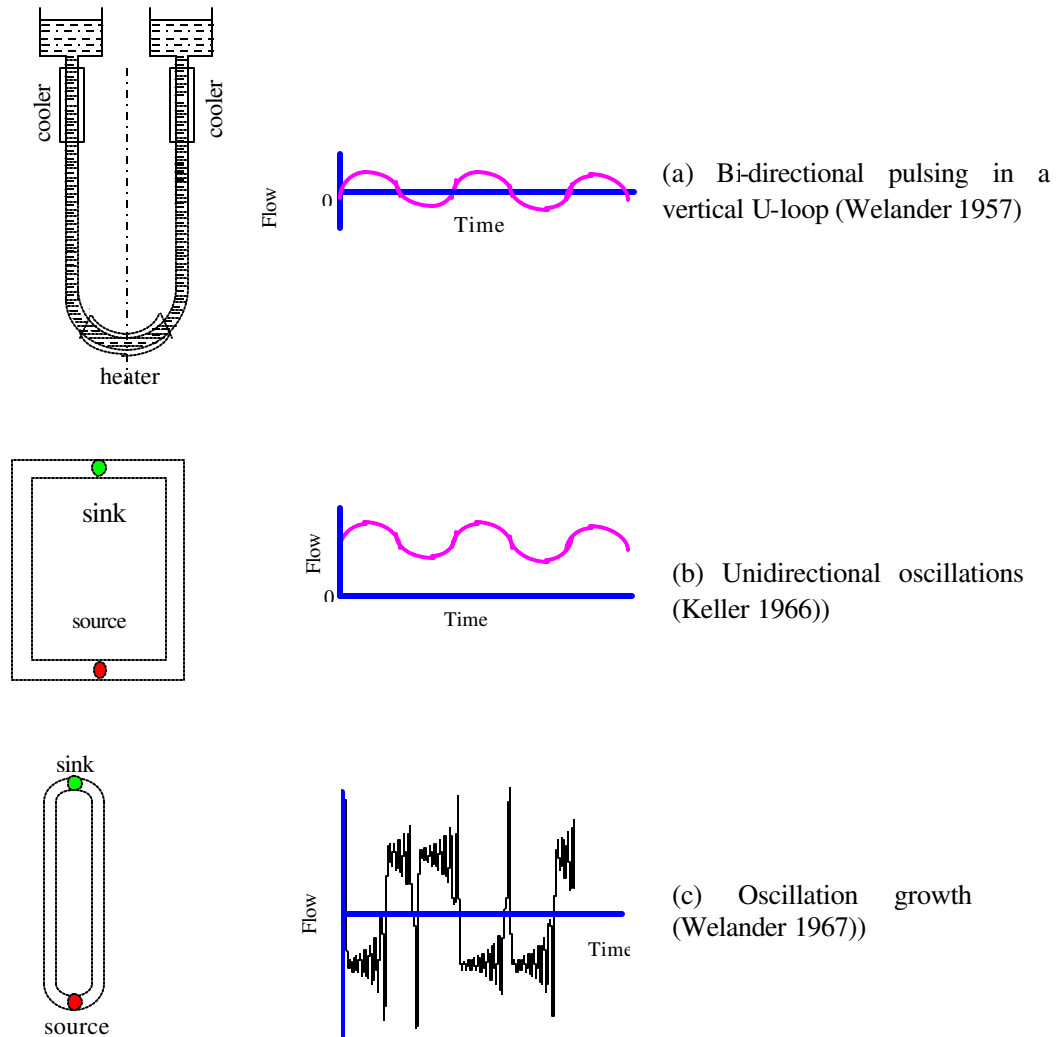 cooler
cooler
heater
Flow
0
Time
(a) Bi-directional pulsing in a
vertical U-loop (Welander 1957)
sink
source
Flow
0
Time
(b) Unidirectional oscillations
(Keller 1966))
sink
source
Flow
Time
(c) Oscillation growth
(Welander 1967))